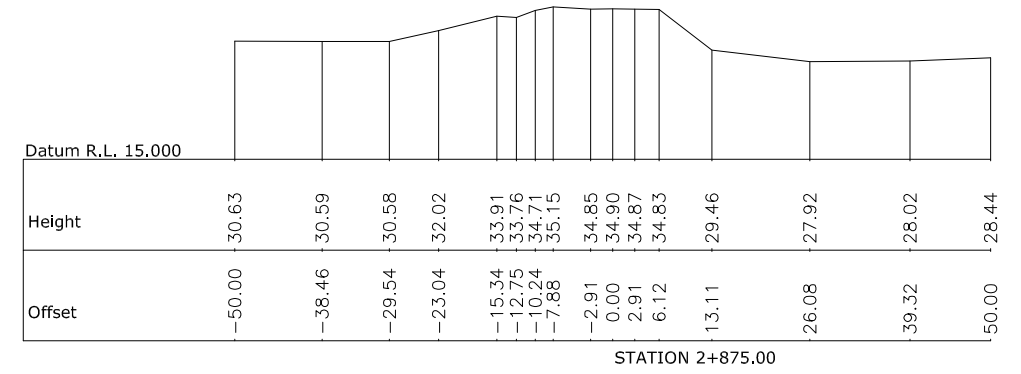 Datum R.L. 15.000
Height 30.63 30.59 30.58 32.02 33.91 33.76 34.71 35.15 34.85 34.90 34.87 34.83 29.46 27.92 28.02 28.44
Offset −50.00 −38.46 −29.54 −23.04 −15.34 −12.75 −10.24 −7.88 −2.91 0.00 2.91 6.12 13.11 26.08 39.32 50.00
STATION 2+875.00